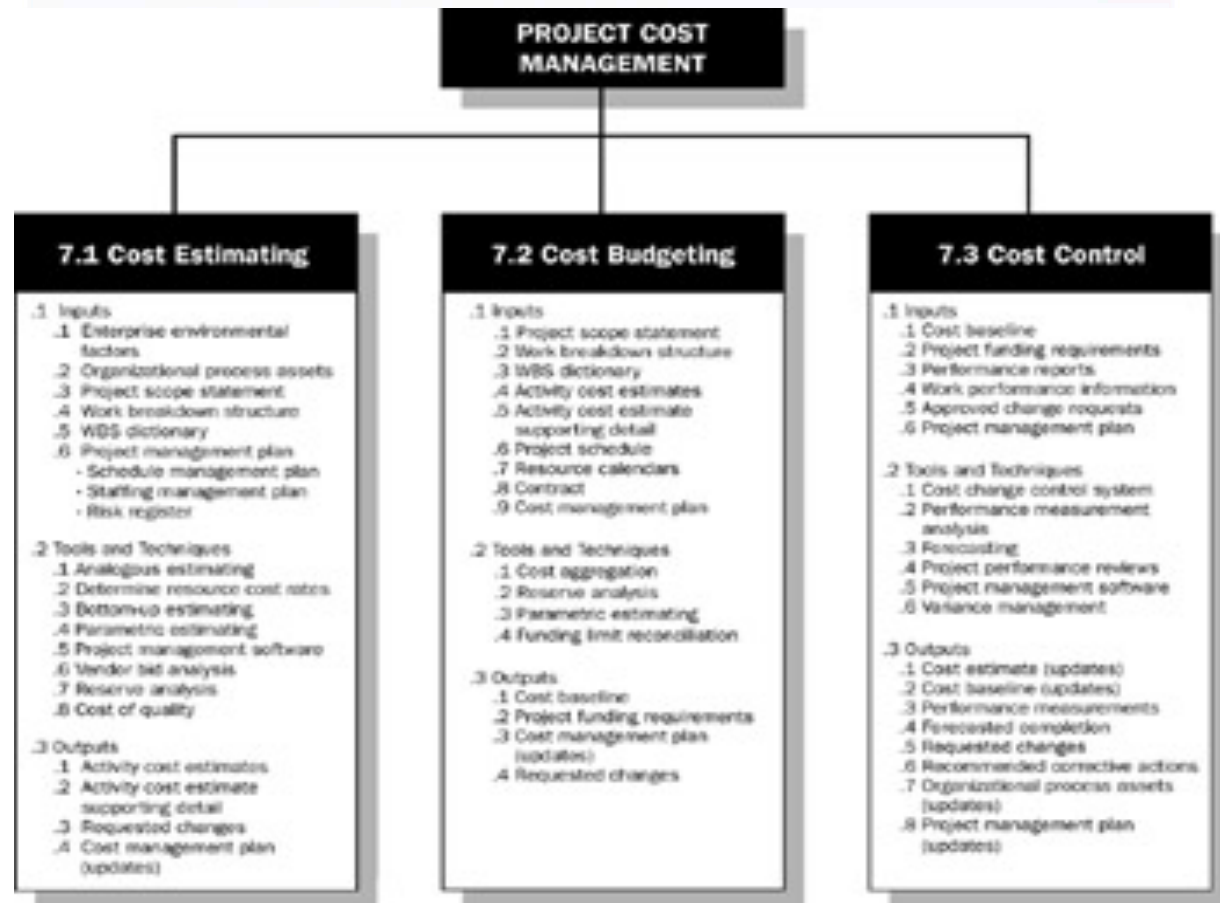 PROJECT COST
MANAGEMENT
7.1 Cost Estimating
.1 Inputs
.1 Enterprise environmental
factors
.2 Organizational process assets
.3 Project scope statement
.4 Work breakdown structure
.5 WBS dictionary
.6 Project management plan
- Schedule management plan
- Staffing management plan
- Risk register
.2 Tools and Techniques
.1 Analogous estimating
.2 Determine resource cost rates
.3 Bottom-up estimating
.4 Parametric estimating
.5 Project management software
.6 Vendor bid analysis
.7 Reserve analysis
.8 Cost of quality
.3 Outputs
.1 Activity cost estimates
.2 Activity cost estimate
supporting detail
.3 Requested changes
.4 Cost management plan
(updates)
7.2 Cost Budgeting
.1 Inputs
.1 Project scope statement
.2 Work breakdown structure
.3 WBS dictionary
.4 Activity cost estimates
.5 Activity cost estimate
supporting detail
.6 Project schedule
.7 Resource calendars
.8 Contract
.9 Cost management plan
.2 Tools and Techniques
.1 Cost aggregation
.2 Reserve analysis
.3 Parametric estimating
.4 Funding limit reconciliation
.3 Outputs
.1 Cost baseline
.2 Project funding requirements
.3 Cost management plan
(updates)
.4 Requested changes
7.3 Cost Control
.1 Inputs
.1 Cost baseline
.2 Project funding requirements
.3 Performance reports
.4 Work performance information
.5 Approved change requests
.6 Project management plan
.2 Tools and Techniques
.1 Cost change control system
.2 Performance measurement
analysis
.3 Forecasting
.4 Project performance reviews
.5 Project management software
.6 Variance management
.3 Outputs
.1 Cost estimate (updates)
.2 Cost baseline (updates)
.3 Performance measurements
.4 Forecasted completion
.5 Requested changes
.6 Recommended corrective actions
.7 Organizational process assets
(updates)
.8 Project management plan
(updates)